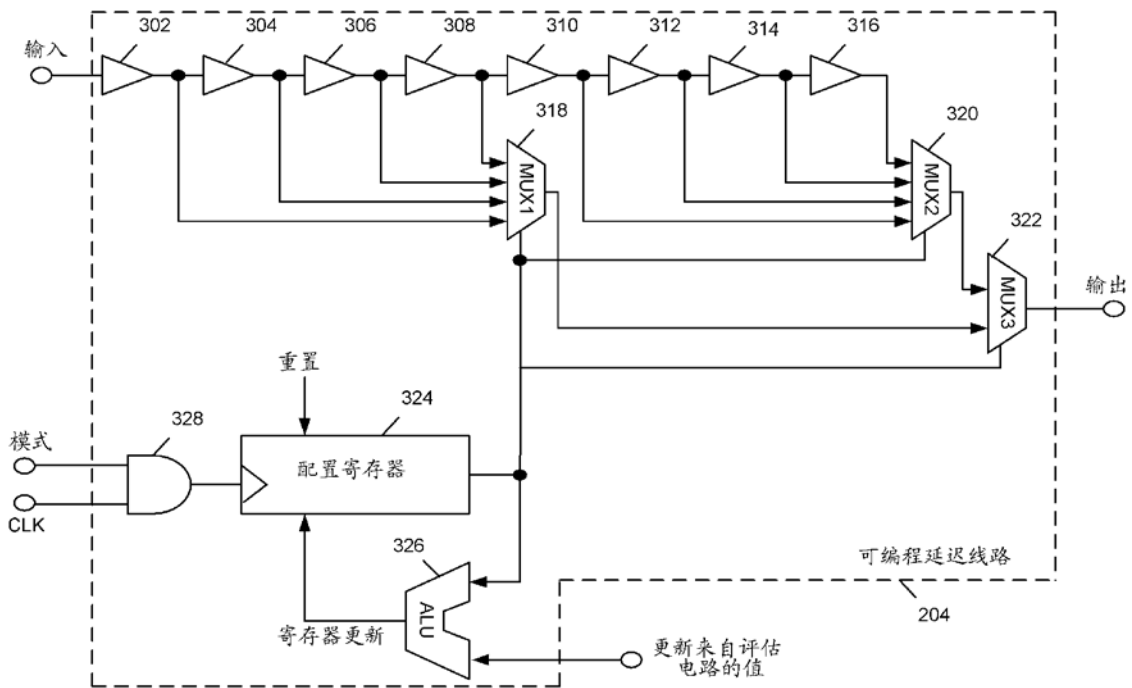 302
304
306
308
310
312
314
316
输入
318
320
MUX1
MUX2
322
MUX3
输出
重置
328
324
模式
配置寄存器
CLK
326
ALU
可编程延迟线路
204
寄存器更新
更新来自评估
电路的值